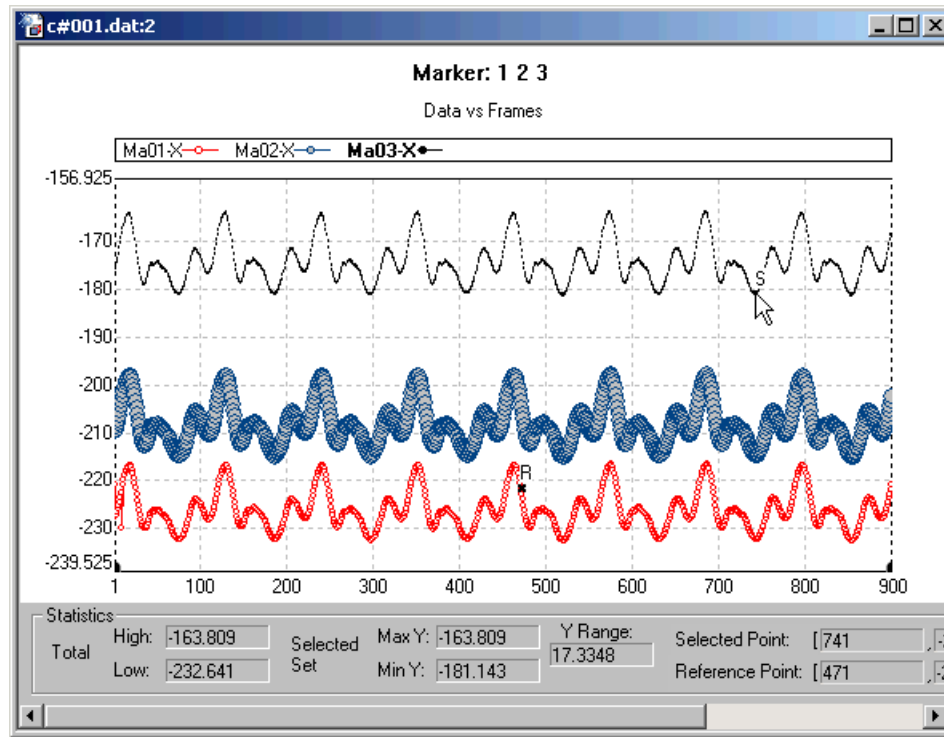 c#001.dat:2
Marker: 1 2 3
Data vs Frames
Ma01-X Ma02-X Ma03-X
-156.925
-170
-180
-190
-200
-210
-220
-230
-239.525
S
R
1 100 200 300 400 500 600 700 800 900
Statistics
Total High: -163.809 Selected Set Max Y: -163.809 Y Range: 17.3348 Selected Point: [741 ,-
Low: -232.641 Min Y: -181.143 Reference Point: [471 ,-